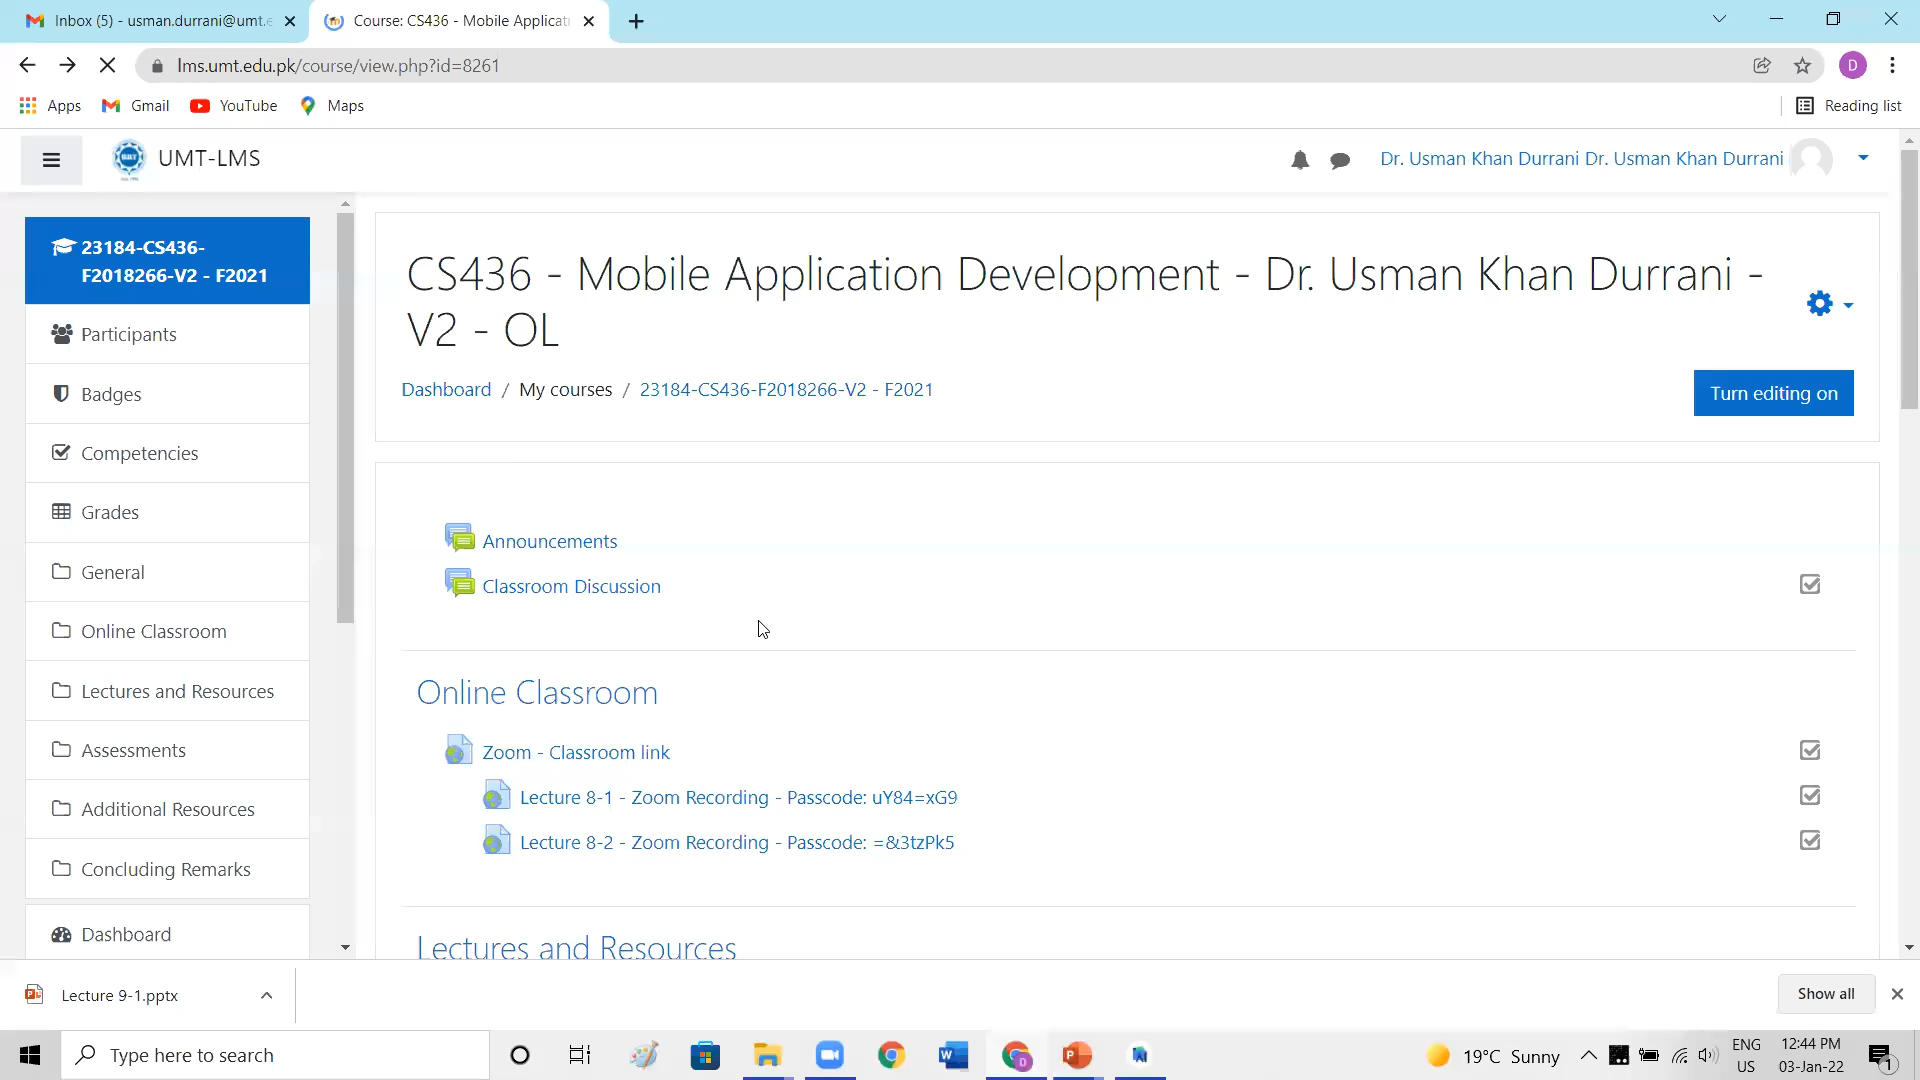 Inbox (5) - usman.durrani@umt.e
Course: CS436 - Mobile Applicati
lms.umt.edu.pk/course/view.php?id=8261
D
Apps
Gmail
YouTube
Maps
Reading list
UMT-LMS
Dr. Usman Khan Durrani Dr. Usman Khan Durrani
23184-CS436-
F2018266-V2 - F2021
Participants
Badges
Competencies
Grades
General
Online Classroom
Lectures and Resources
Assessments
Additional Resources
Concluding Remarks
Dashboard
CS436 - Mobile Application Development - Dr. Usman Khan Durrani -
V2 - OL
Dashboard / My courses / 23184-CS436-F2018266-V2 - F2021
Turn editing on
Announcements
Classroom Discussion
Online Classroom
Zoom - Classroom link
Lecture 8-1 - Zoom Recording - Passcode: uY84=xG9
Lecture 8-2 - Zoom Recording - Passcode: =&3tzPk5
Lectures and Resources
Lecture 9-1.pptx
Show all
Type here to search
19°C Sunny
ENG
US
12:44 PM
03-Jan-22
1